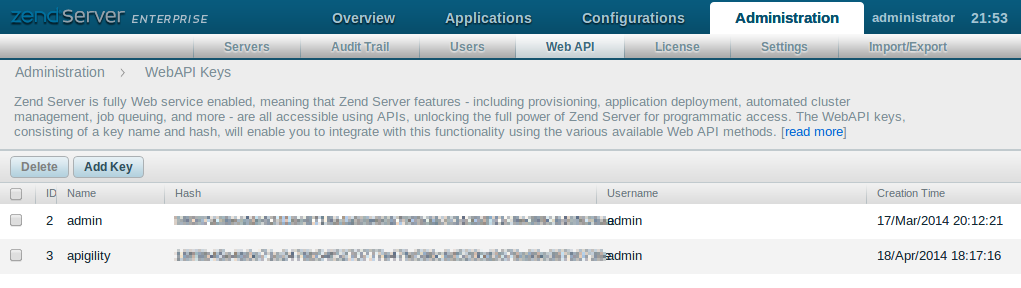 zendServer ENTERPRISE Overview Applications Configurations Administration administrator 21:53
Servers Audit Trail Users Web API License Settings Import/Export
Administration > WebAPI Keys
Zend Server is fully Web service enabled, meaning that Zend Server features - including provisioning, application deployment, automated cluster
management, job queuing, and more - are all accessible using APIs, unlocking the full power of Zend Server for programmatic access. The WebAPI keys,
consisting of a key name and hash, will enable you to integrate with this functionality using the various available Web API methods. [read more]
Delete Add Key
ID Name Hash Username Creation Time
2 admin admin 17/Mar/2014 20:12:21
3 apigility admin 18/Apr/2014 18:17:16